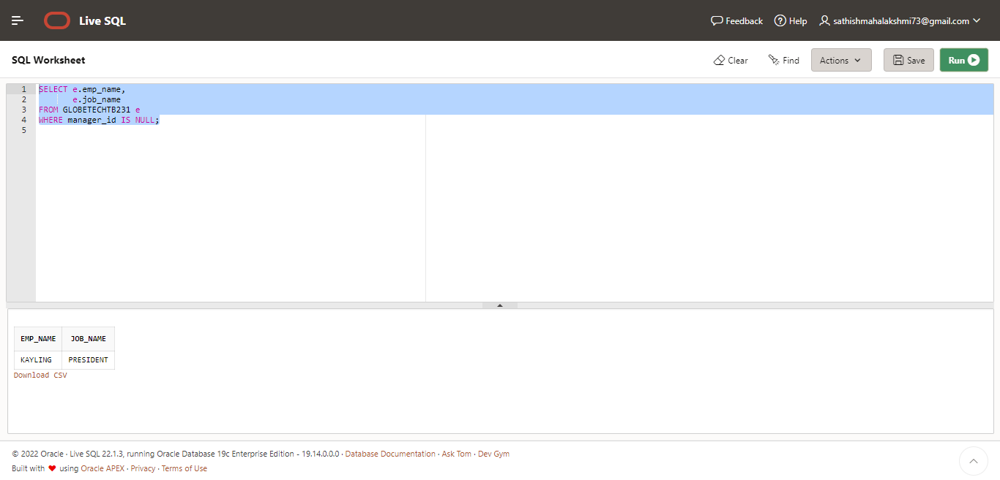 Live SQL
Feedback
Help
sathishmahalakshmi73@gmail.com
SQL Worksheet
Clear
Find
Actions
Save
Run
1 SELECT e.emp_name,
2 e.job_name
3 FROM GLOBETECHTB231 e
4 WHERE manager_id IS NULL;
5
EMP_NAME JOB_NAME
KAYLING PRESIDENT
Download CSV
© 2022 Oracle · Live SQL 22.1.3, running Oracle Database 19c Enterprise Edition - 19.14.0.0.0 · Database Documentation · Ask Tom · Dev Gym
Built with ❤ using Oracle APEX · Privacy · Terms of Use